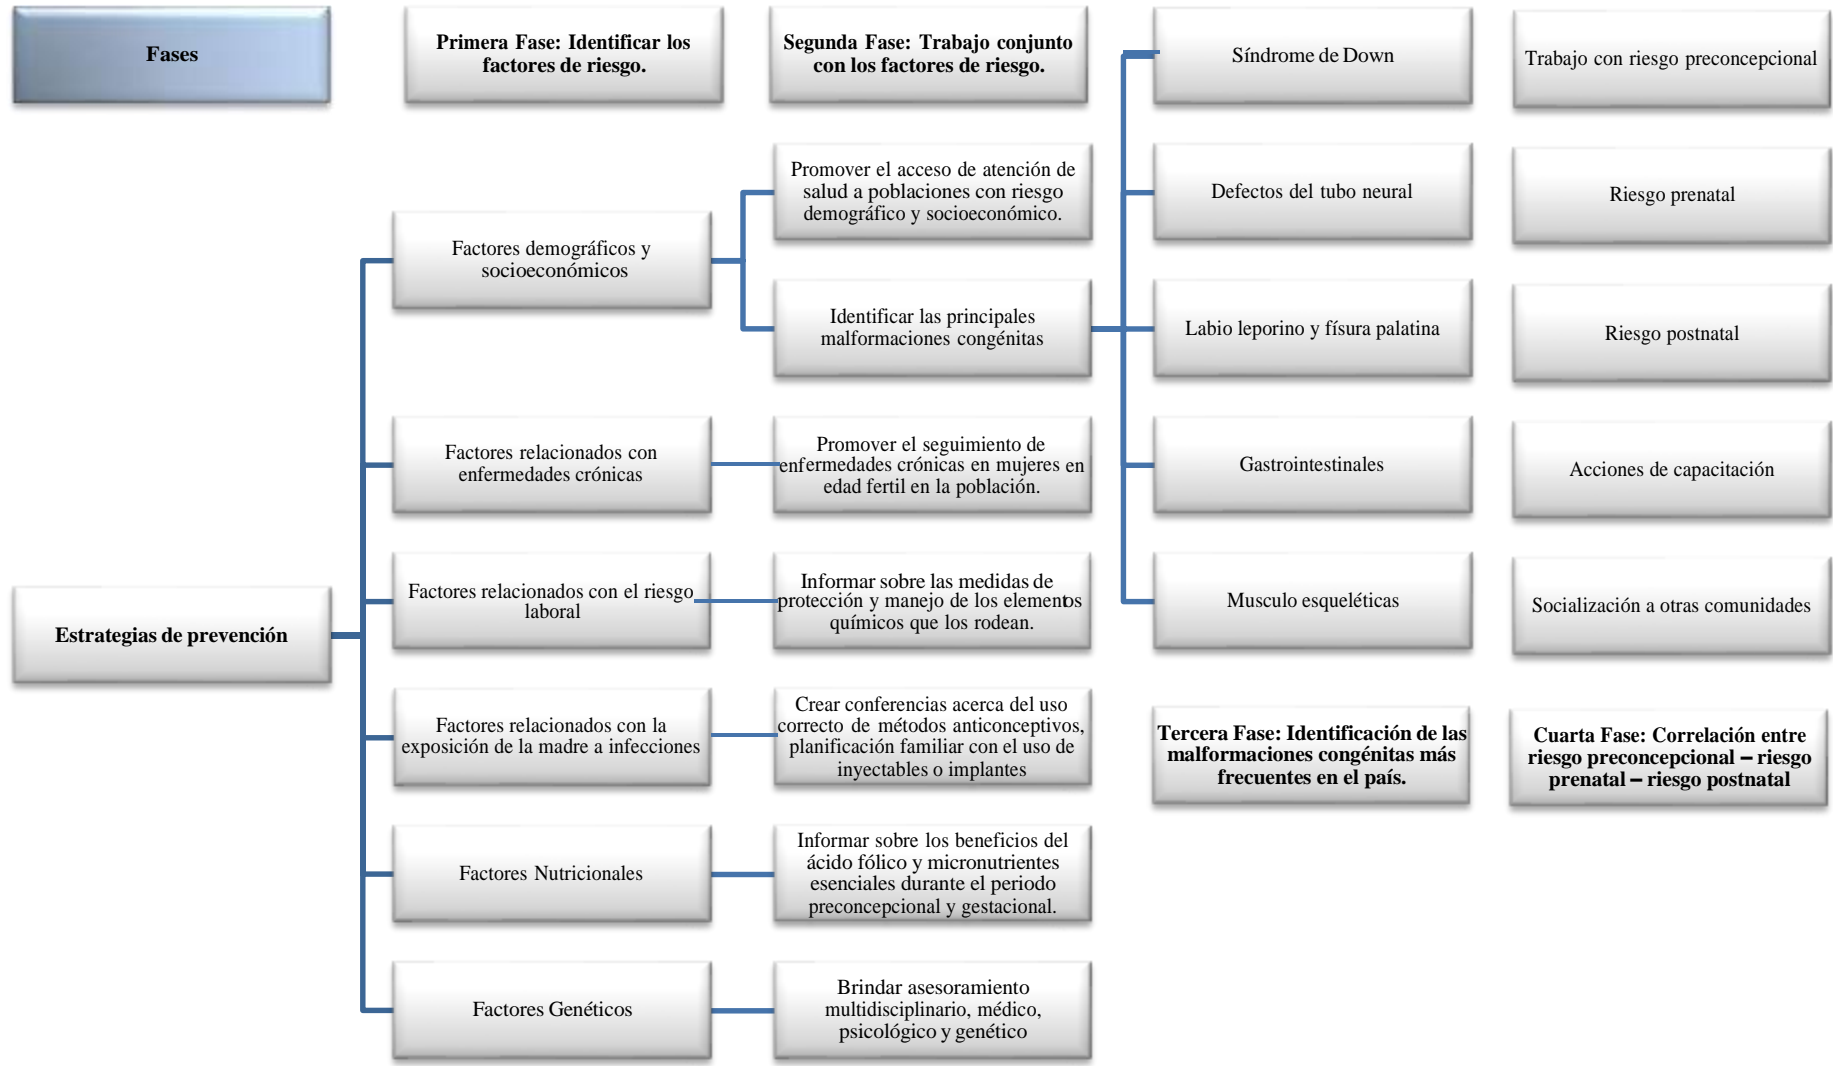 Fases
Primera Fase: Identificar los
factores de riesgo.
Segunda Fase: Trabajo conjunto
con los factores de riesgo.
Síndrome de Down
Trabajo con riesgo preconcepcional
Promover el acceso de atención de
salud a poblaciones con riesgo
demográfico y socioeconómico.
Defectos del tubo neural
Riesgo prenatal
Factores demográficos y
socioeconómicos
Identificar las principales
malformaciones congénitas
Labio leporino y físura palatina
Riesgo postnatal
Factores relacionados con
enfermedades crónicas
Promover el seguimiento de
enfermedades crónicas en mujeres en
edad fertil en la población.
Gastrointestinales
Acciones de capacitación
Estrategias de prevención
Factores relacionados con el riesgo
laboral
Informar sobre las medidas de
protección y manejo de los elementos
químicos que los rodean.
Musculo esqueléticas
Socialización a otras comunidades
Factores relacionados con la
exposición de la madre a infecciones
Crear conferencias acerca del uso
correcto de métodos anticonceptivos,
planificación familiar con el uso de
inyectables o implantes
Tercera Fase: Identificación de las
malformaciones congénitas más
frecuentes en el país.
Cuarta Fase: Correlación entre
riesgo preconcepcional – riesgo
prenatal – riesgo postnatal
Factores Nutricionales
Informar sobre los beneficios del
ácido fólico y micronutrientes
esenciales durante el periodo
preconcepcional y gestacional.
Factores Genéticos
Brindar asesoramiento
multidisciplinario, médico,
psicológico y genético